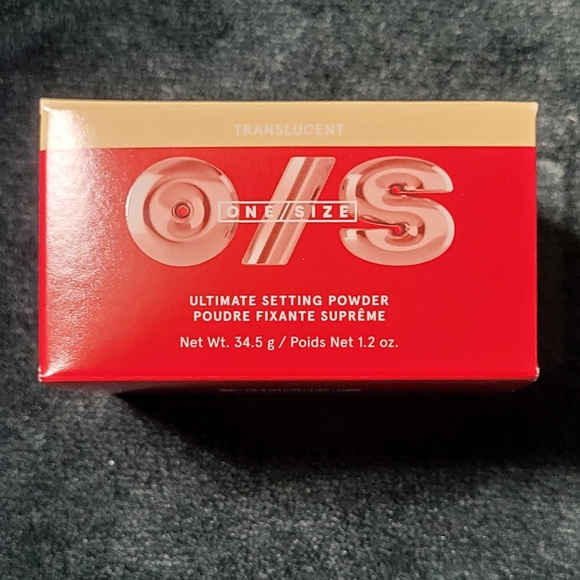 TRANSLUCENT
O/S
ONE/SIZE
ULTIMATE SETTING POWDER
POUDRE FIXANTE SUPRÊME
Net Wt. 34.5 g / Poids Net 1.2 oz.